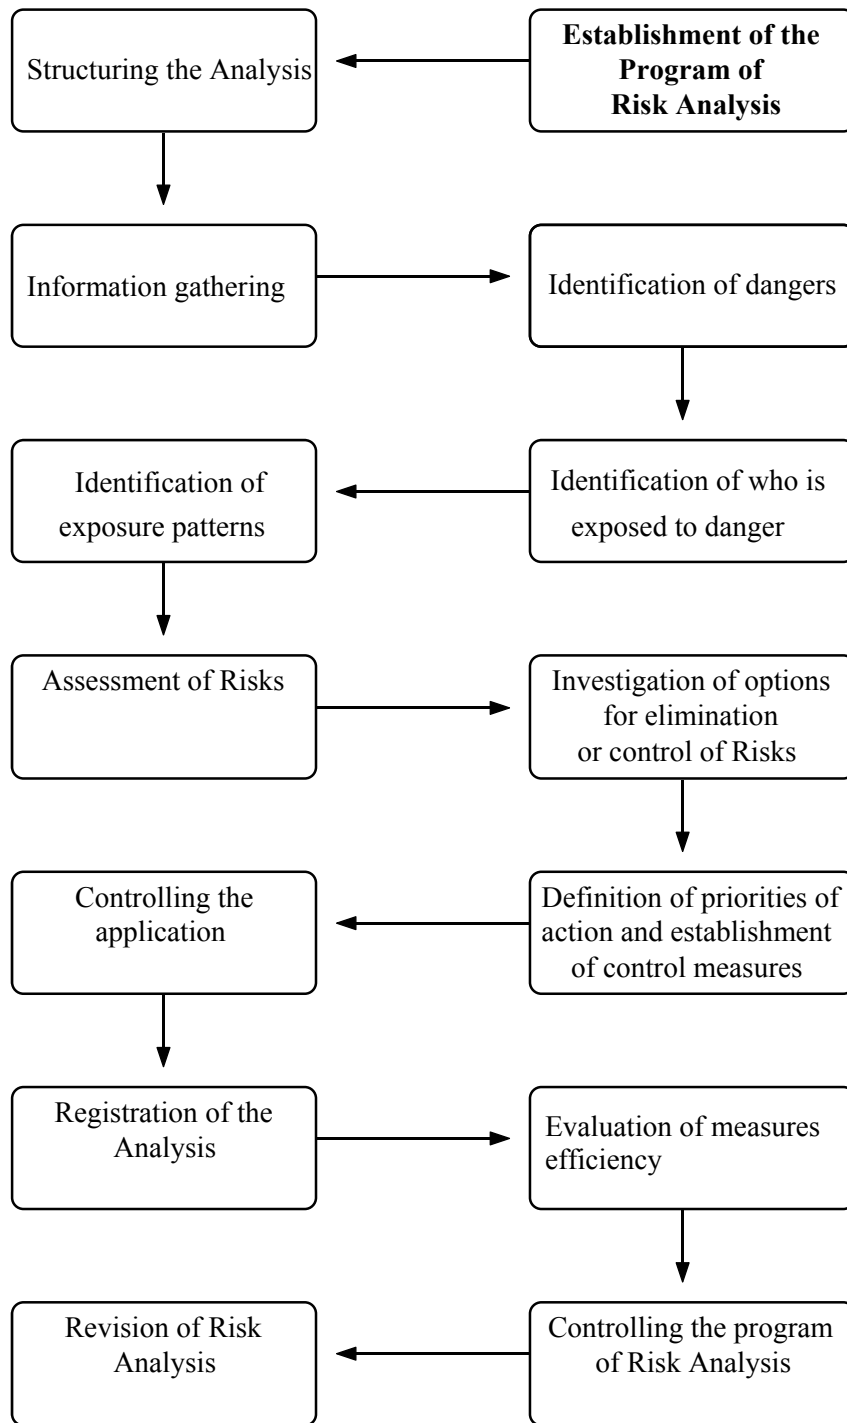 Structuring the Analysis
Establishment of the
Program of
Risk Analysis
Information gathering
Identification of dangers
Identification of
exposure patterns
Identification of who is
exposed to danger
Assessment of Risks
Investigation of options
for elimination
or control of Risks
Controlling the
application
Definition of priorities of
action and establishment
of control measures
Registration of the
Analysis
Evaluation of measures
efficiency
Revision of Risk
Analysis
Controlling the program
of Risk Analysis